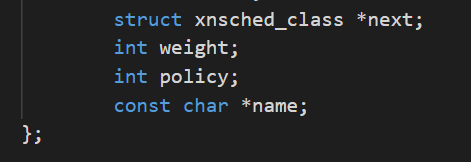 struct xnsched_class *next;
int weight;
int policy;
const char *name;
};